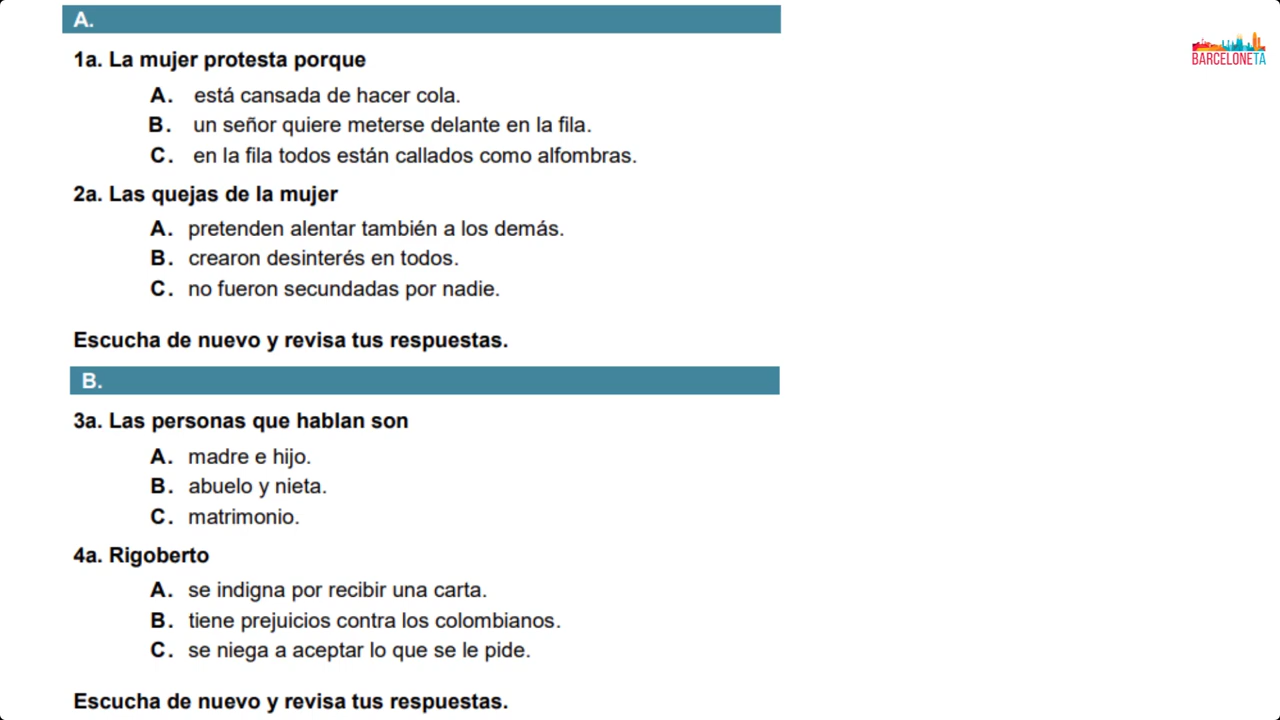 A.
BARCELONETA
1a. La mujer protesta porque
A. está cansada de hacer cola.
B. un señor quiere meterse delante en la fila.
C. en la fila todos están callados como alfombras.
2a. Las quejas de la mujer
A. pretenden alentar también a los demás.
B. crearon desinterés en todos.
C. no fueron secundadas por nadie.
Escucha de nuevo y revisa tus respuestas.
B.
3a. Las personas que hablan son
A. madre e hijo.
B. abuelo y nieta.
C. matrimonio.
4a. Rigoberto
A. se indigna por recibir una carta.
B. tiene prejuicios contra los colombianos.
C. se niega a aceptar lo que se le pide.
Escucha de nuevo y revisa tus respuestas.